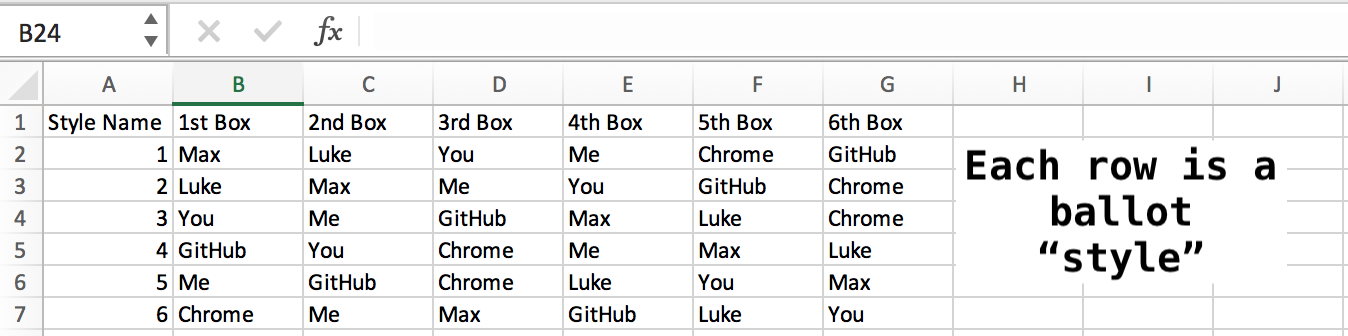 B24 fx
A B C D E F G H I J
1 Style Name 1st Box 2nd Box 3rd Box 4th Box 5th Box 6th Box
2 1 Max Luke You Me Chrome GitHub
3 2 Luke Max Me You GitHub Chrome
4 3 You Me GitHub Max Luke Chrome
5 4 GitHub You Chrome Me Max Luke
6 5 Me GitHub Chrome Luke You Max
7 6 Chrome Me Max GitHub Luke You
Each row is a
ballot
“style”